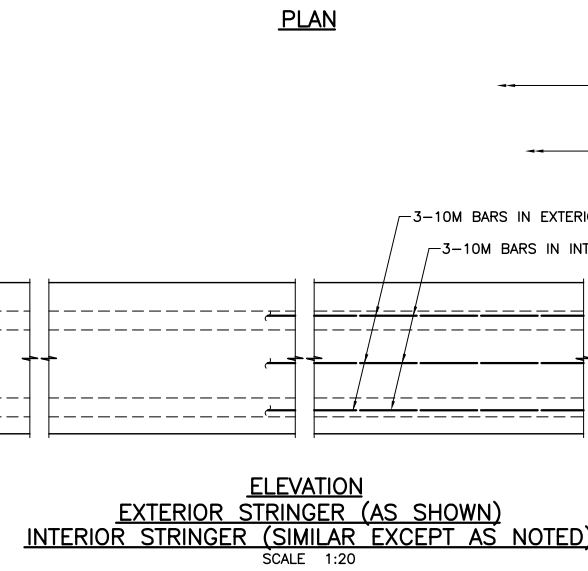 PLAN
3-10M BARS IN EXTERIO
3-10M BARS IN INT
ELEVATION
EXTERIOR STRINGER (AS SHOWN)
INTERIOR STRINGER (SIMILAR EXCEPT AS NOTED)
SCALE 1:20